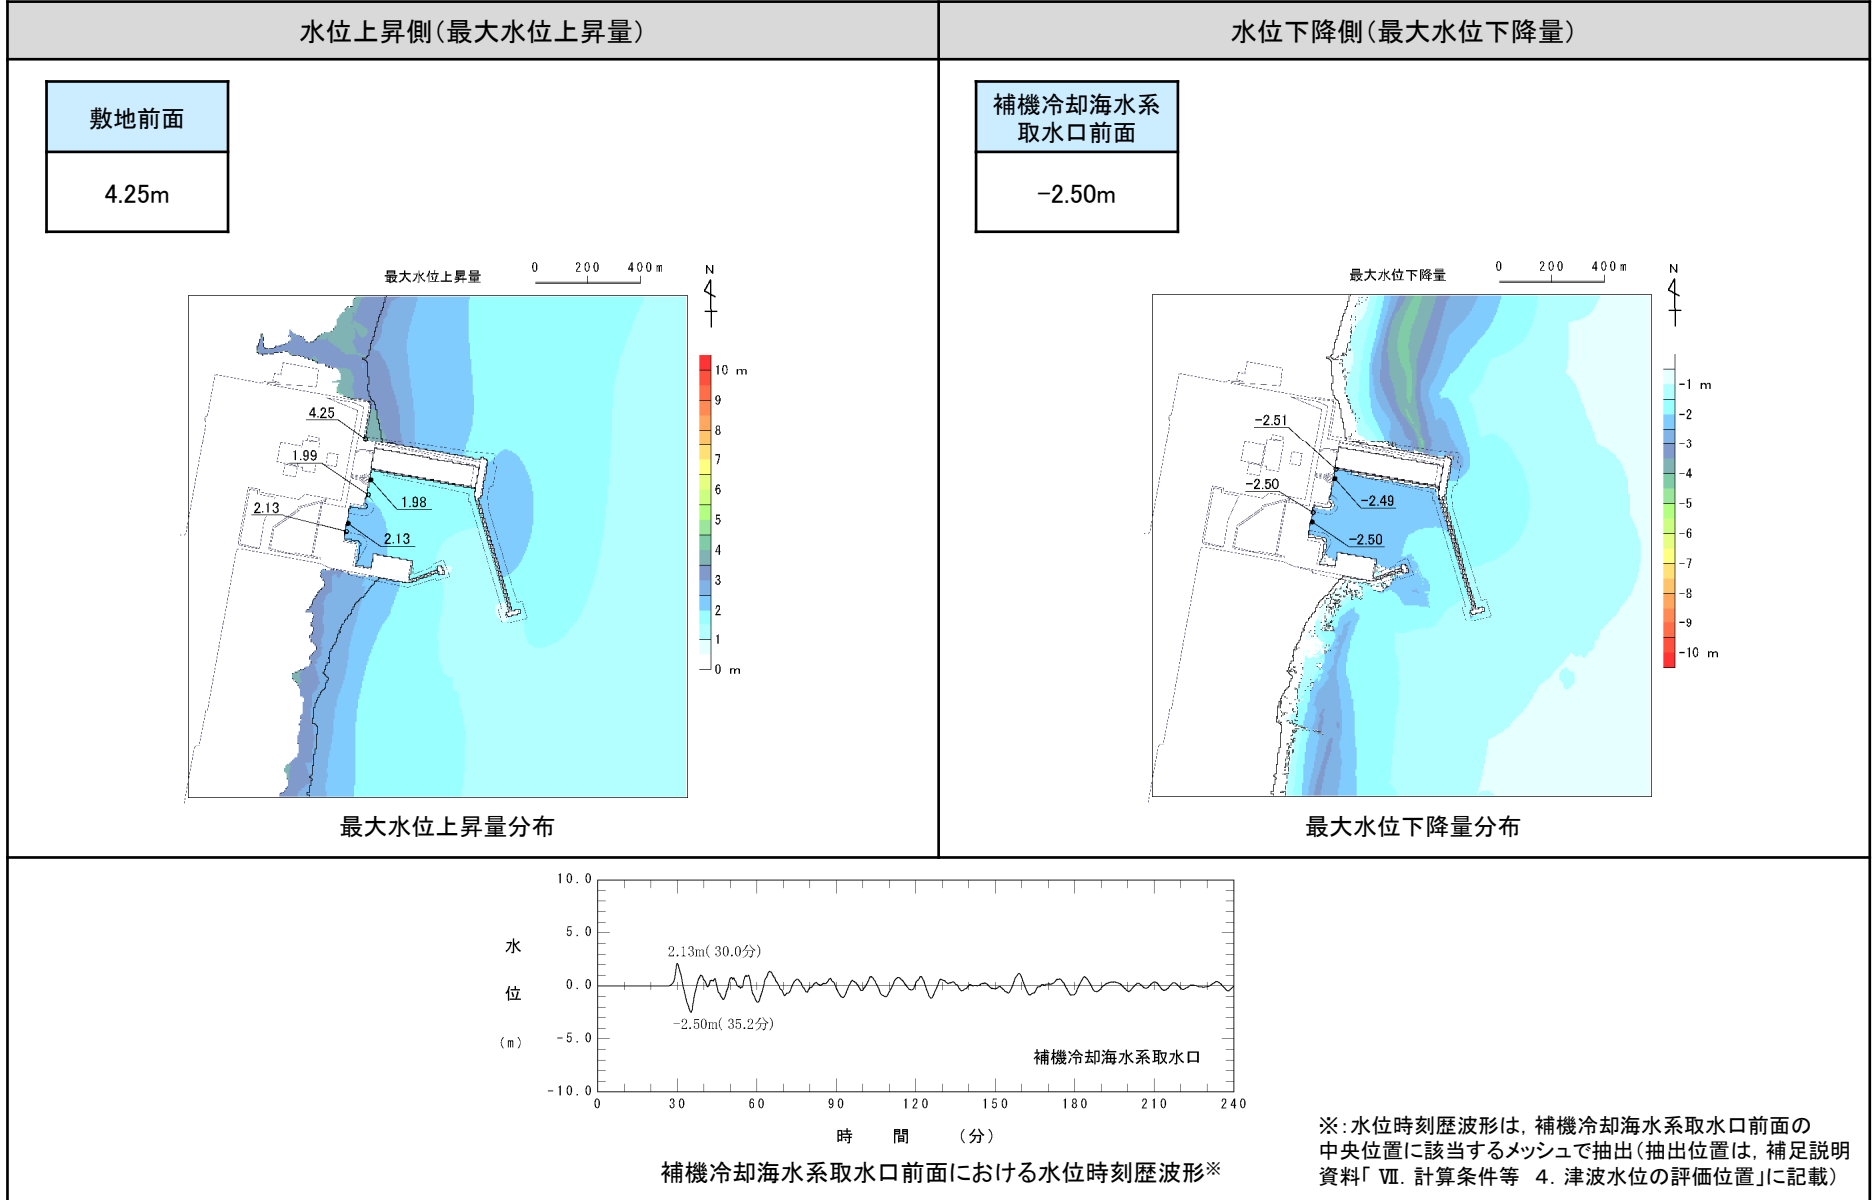 水位上昇側(最大水位上昇量)
水位下降側(最大水位下降量)
敷地前面
4.25m
補機冷却海水系
取水口前面
-2.50m
最大水位上昇量
0 200 400m
N
4.25
1.99
1.98
2.13
2.13
10 m
9
8
7
6
5
4
3
2
1
0 m
最大水位上昇量分布
最大水位下降量
0 200 400m
N
-2.51
-2.50
-2.49
-2.50
-1 m
-2
-3
-4
-5
-6
-7
-8
-9
-10 m
最大水位下降量分布
10.0
5.0
0.0
-5.0
-10.0
水
位
(m)
2.13m( 30.0分)
-2.50m( 35.2分)
補機冷却海水系取水口
0 30 60 90 120 150 180 210 240
時 間 (分)
補機冷却海水系取水口前面における水位時刻歴波形※
※:水位時刻歴波形は, 補機冷却海水系取水口前面の
中央位置に該当するメッシュで抽出(抽出位置は, 補足説明
資料「 Ⅶ. 計算条件等 4. 津波水位の評価位置」に記載)